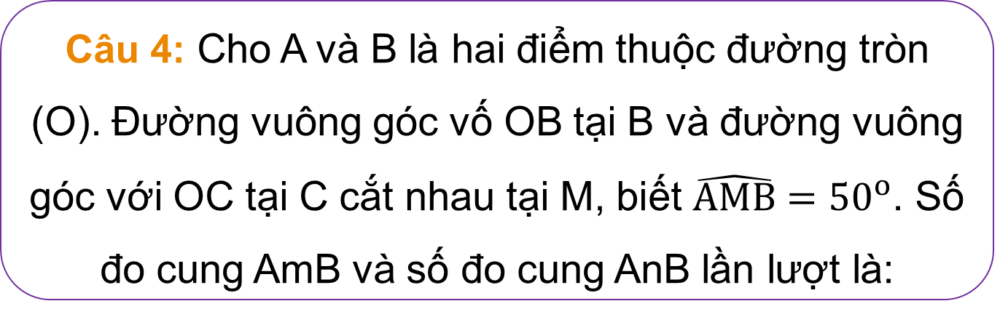 Câu 4: Cho A và B là hai điểm thuộc đường tròn
(O). Đường vuông góc vố OB tại B và đường vuông
góc với OC tại C cắt nhau tại M, biết $\widehat{AMB} = 50^{o}$. Số
đo cung AmB và số đo cung AnB lần lượt là: